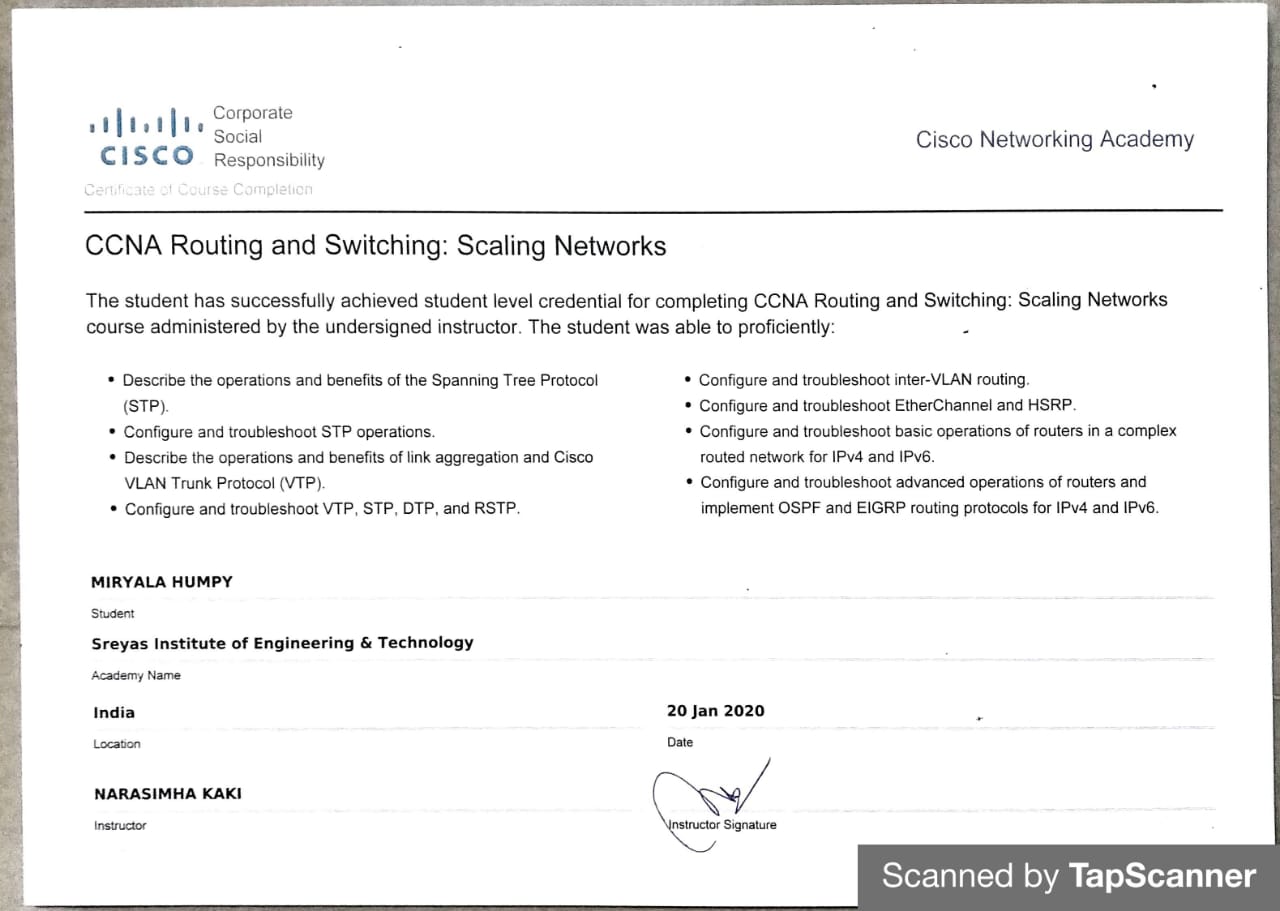 Corporate
Social
Responsibility
CISCO
Cisco Networking Academy
Certificate of Course Completion
CCNA Routing and Switching: Scaling Networks
The student has successfully achieved student level credential for completing CCNA Routing and Switching: Scaling Networks
course administered by the undersigned instructor. The student was able to proficiently:
• Describe the operations and benefits of the Spanning Tree Protocol
(STP).
• Configure and troubleshoot STP operations.
• Describe the operations and benefits of link aggregation and Cisco
VLAN Trunk Protocol (VTP).
• Configure and troubleshoot VTP, STP, DTP, and RSTP.
• Configure and troubleshoot inter-VLAN routing.
• Configure and troubleshoot EtherChannel and HSRP.
• Configure and troubleshoot basic operations of routers in a complex
routed network for IPv4 and IPv6.
• Configure and troubleshoot advanced operations of routers and
implement OSPF and EIGRP routing protocols for IPv4 and IPv6.
MIRYALA HUMPY
Student
Sreyas Institute of Engineering & Technology
Academy Name
India
Location
20 Jan 2020
Date
NARASIMHA KAKI
Instructor
Instructor Signature
Scanned by TapScanner